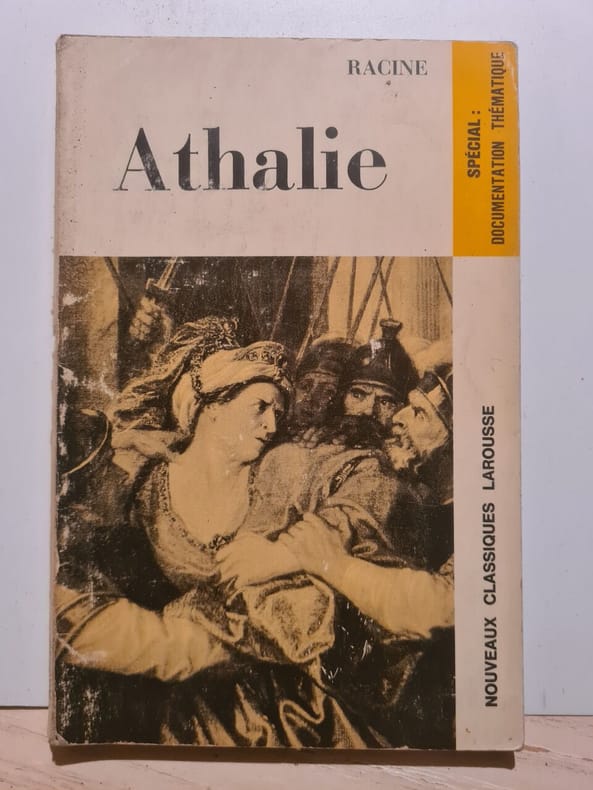 RACINE
Athalie
SPÉCIAL :
DOCUMENTATION THÉMATIQUE
NOUVEAUX CLASSIQUES LAROUSSE